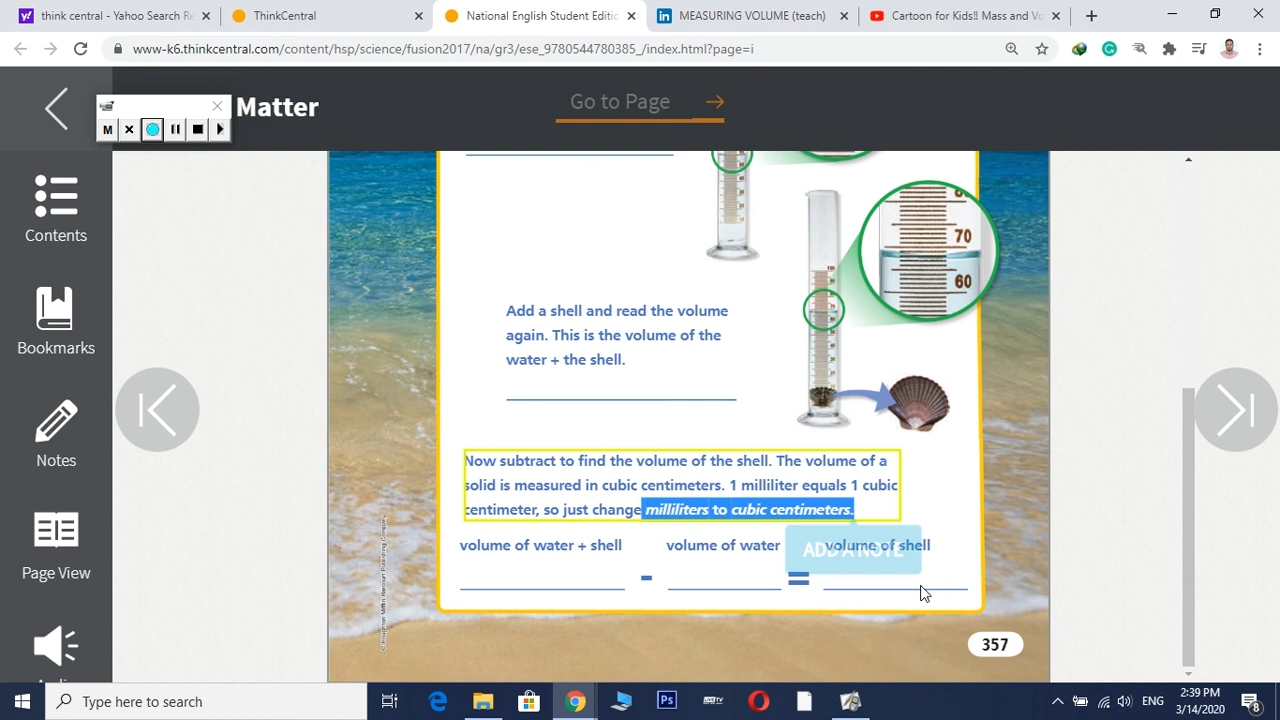 think central - Yahoo Search Re
ThinkCentral
National English Student Editio
MEASURING VOLUME (teach)
Cartoon for Kids!! Mass and Vo
www-k6.thinkcentral.com/content/hsp/science/fusion2017/na/gr3/ese_9780544780385_/index.html?page=i
Matter
Go to Page
M
Contents
Bookmarks
Notes
Page View
70
60
Add a shell and read the volume
again. This is the volume of the
water + the shell.
Now subtract to find the volume of the shell. The volume of a
solid is measured in cubic centimeters. 1 milliliter equals 1 cubic
centimeter, so just change milliliters to cubic centimeters.
ADD A NOTE
volume of water + shell
volume of water
volume of shell
- =
357
Type here to search
ENG
2:39 PM
3/14/2020
8